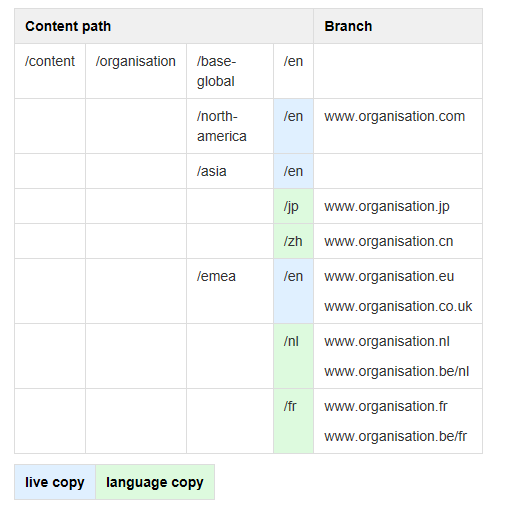 Content path Branch
/content /organisation /base- /en
global
/north- /en www.organisation.com
america
/asia /en
/jp www.organisation.jp
/zh www.organisation.cn
/emea /en www.organisation.eu
www.organisation.co.uk
/nl www.organisation.nl
www.organisation.be/nl
/fr www.organisation.fr
www.organisation.be/fr
live copy language copy